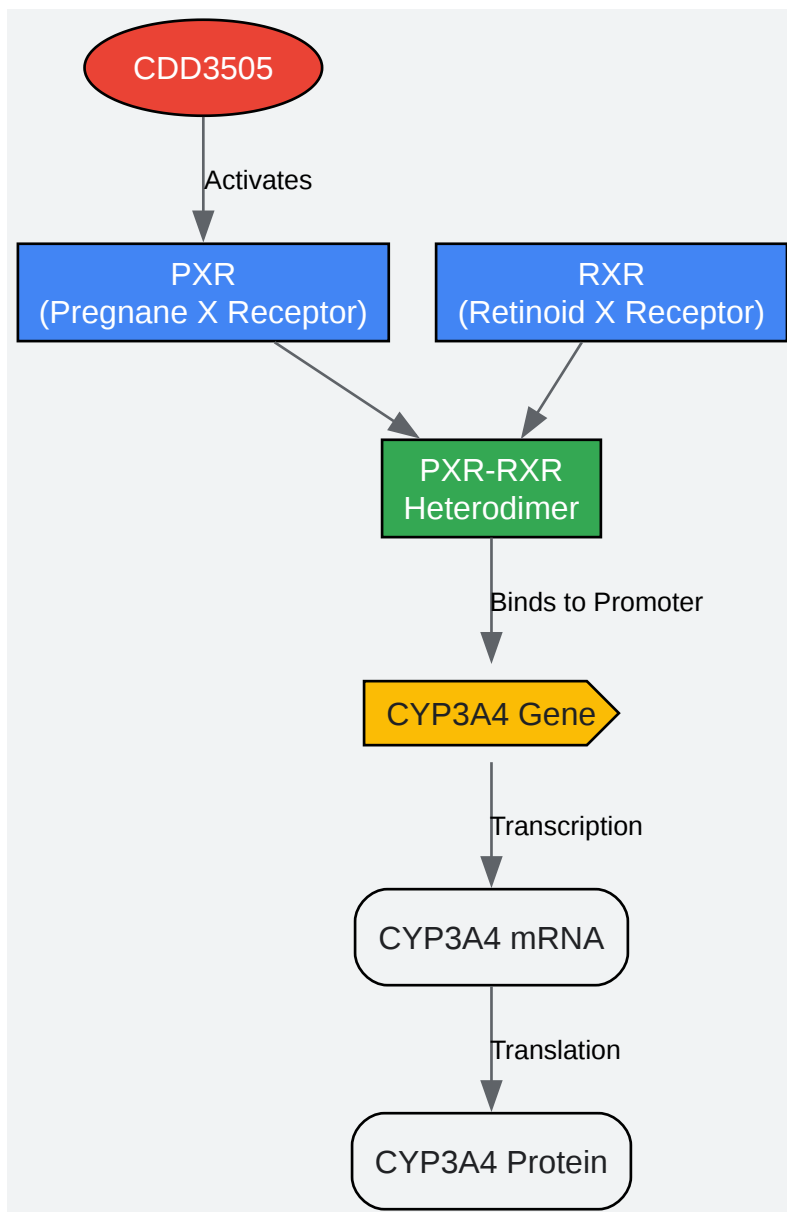 CDD3505
Activates
PXR
(Pregnane X Receptor)
RXR
(Retinoid X Receptor)
PXR-RXR
Heterodimer
Binds to Promoter
CYP3A4 Gene
Transcription
CYP3A4 mRNA
Translation
CYP3A4 Protein